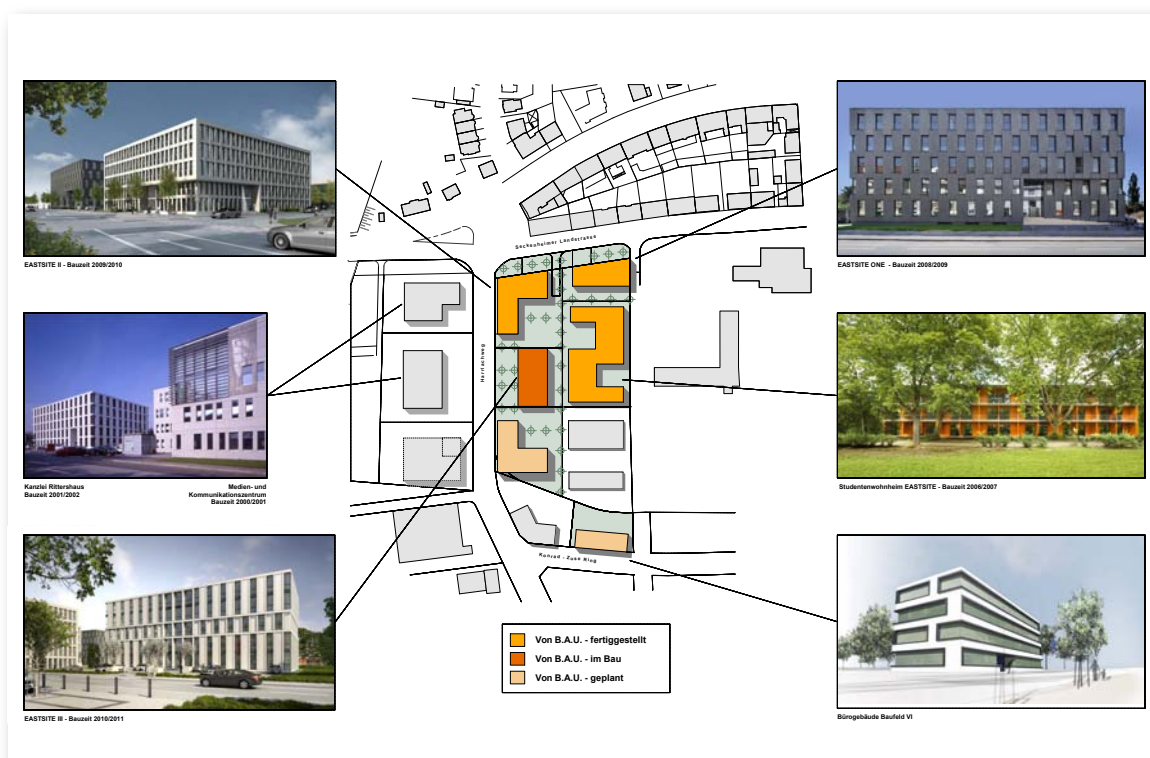 EASTSITE II - Bauzeit 2009/2010
Seckenheimer Landstrasse
EASTSITE ONE - Bauzeit 2008/2009
Harrlachweg
Kanzlei Rittershaus
Bauzeit 2001/2002
Medien- und
Kommunikationszentrum
Bauzeit 2000/2001
Studentenwohnheim EASTSITE - Bauzeit 2006/2007
Konrad - Zuse Ring
Von B.A.U. - fertiggestellt
Von B.A.U. - im Bau
Von B.A.U. - geplant
EASTSITE III - Bauzeit 2010/2011
Bürogebäude Baufeld VI